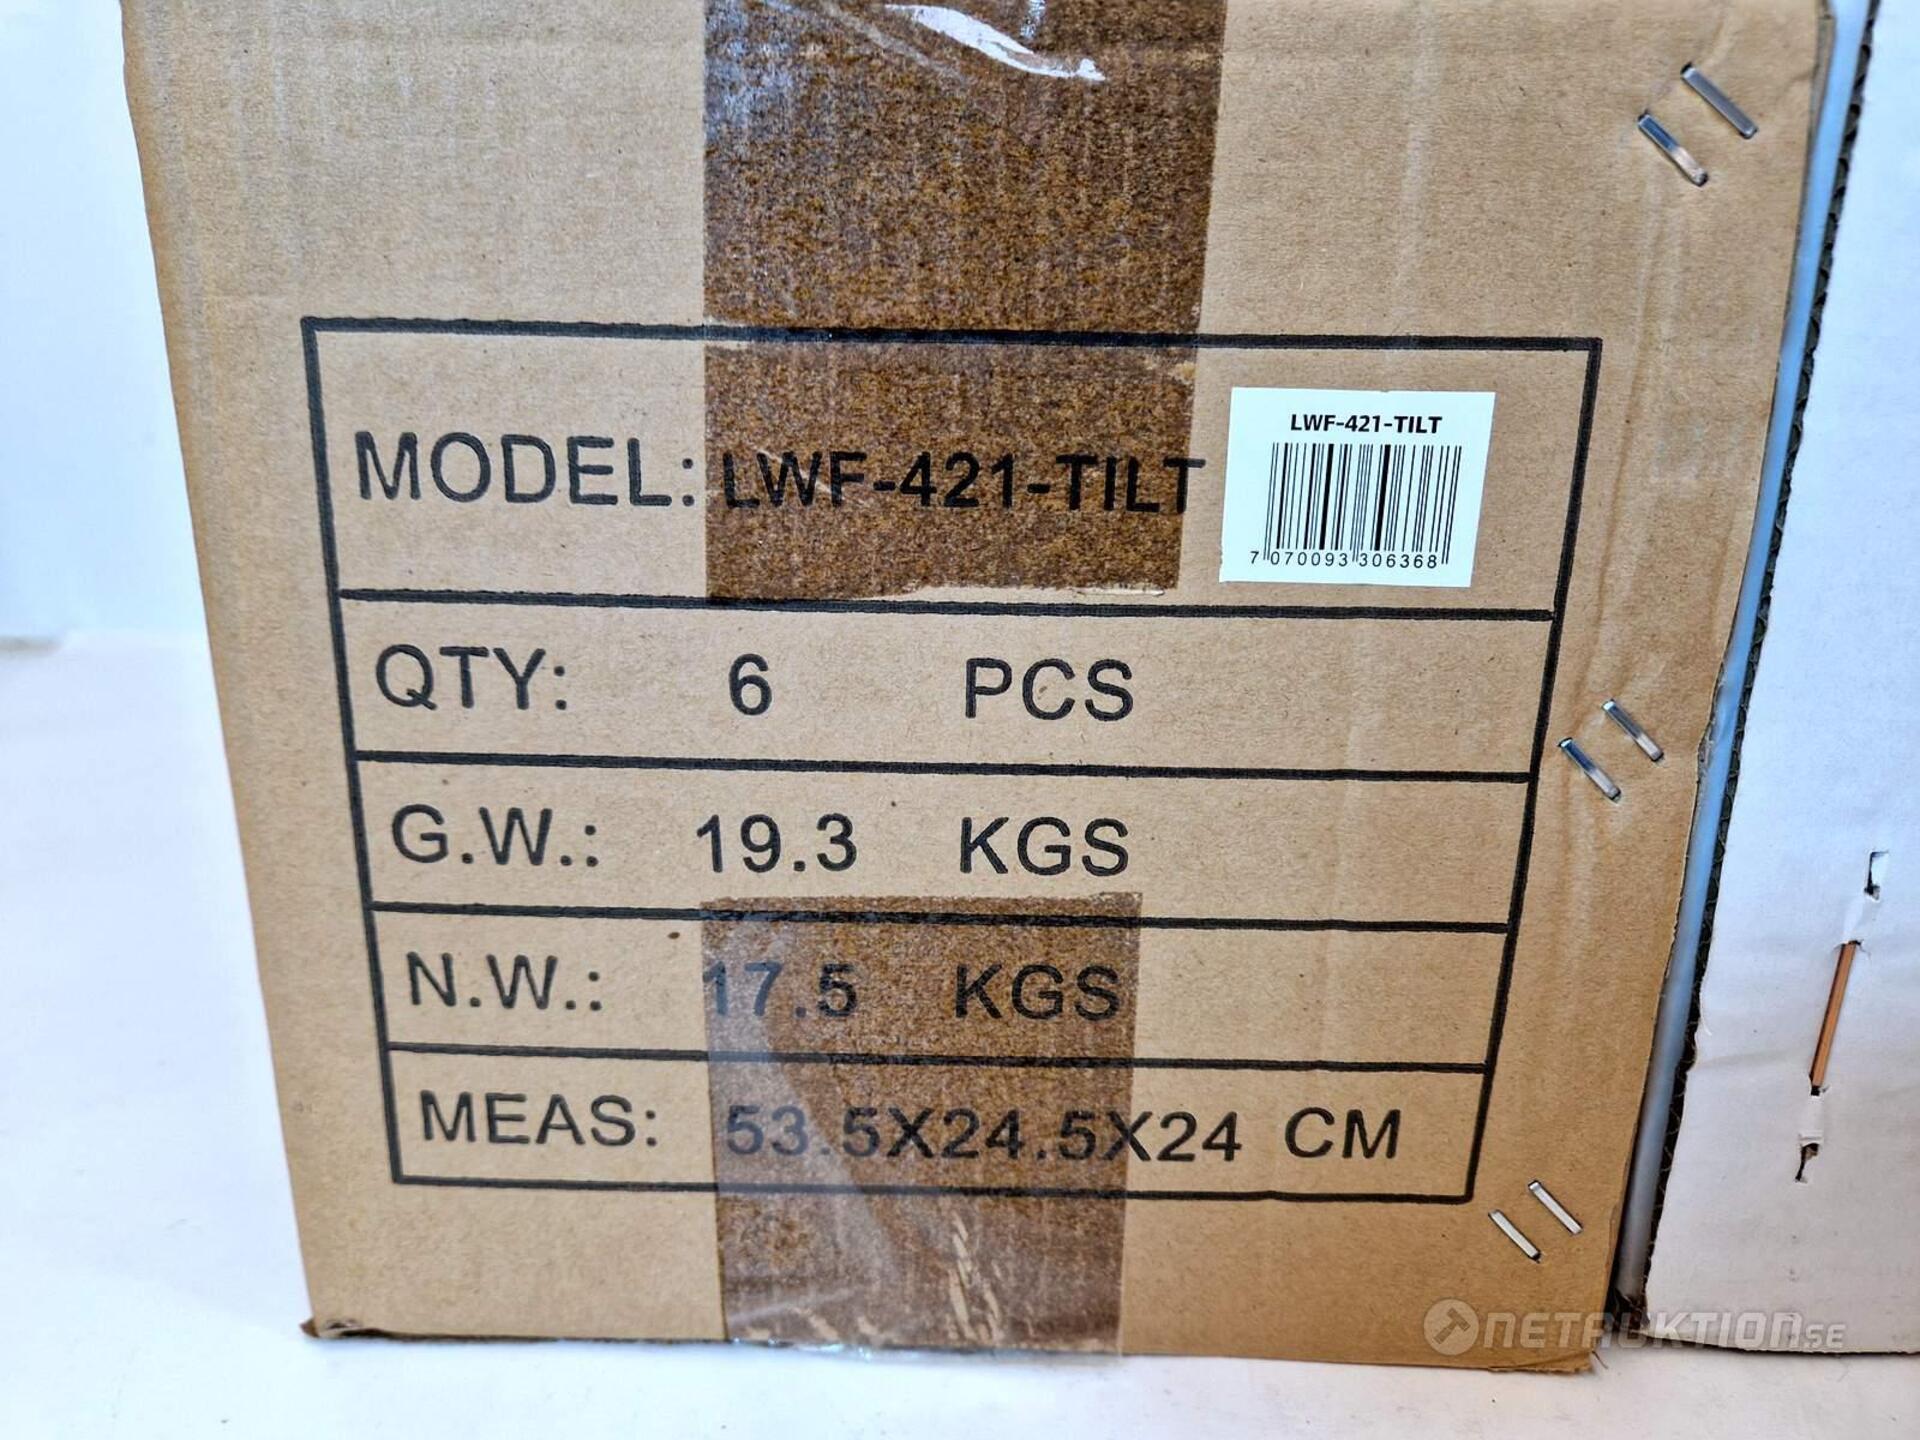 MODEL: LWF-421-TILT
LWF-421-TILT
7 070093 306368
QTY: 6 PCS
G.W.: 19.3 KGS
N.W.: 17.5 KGS
MEAS: 53.5X24.5X24 CM
NETAUKTION.SE